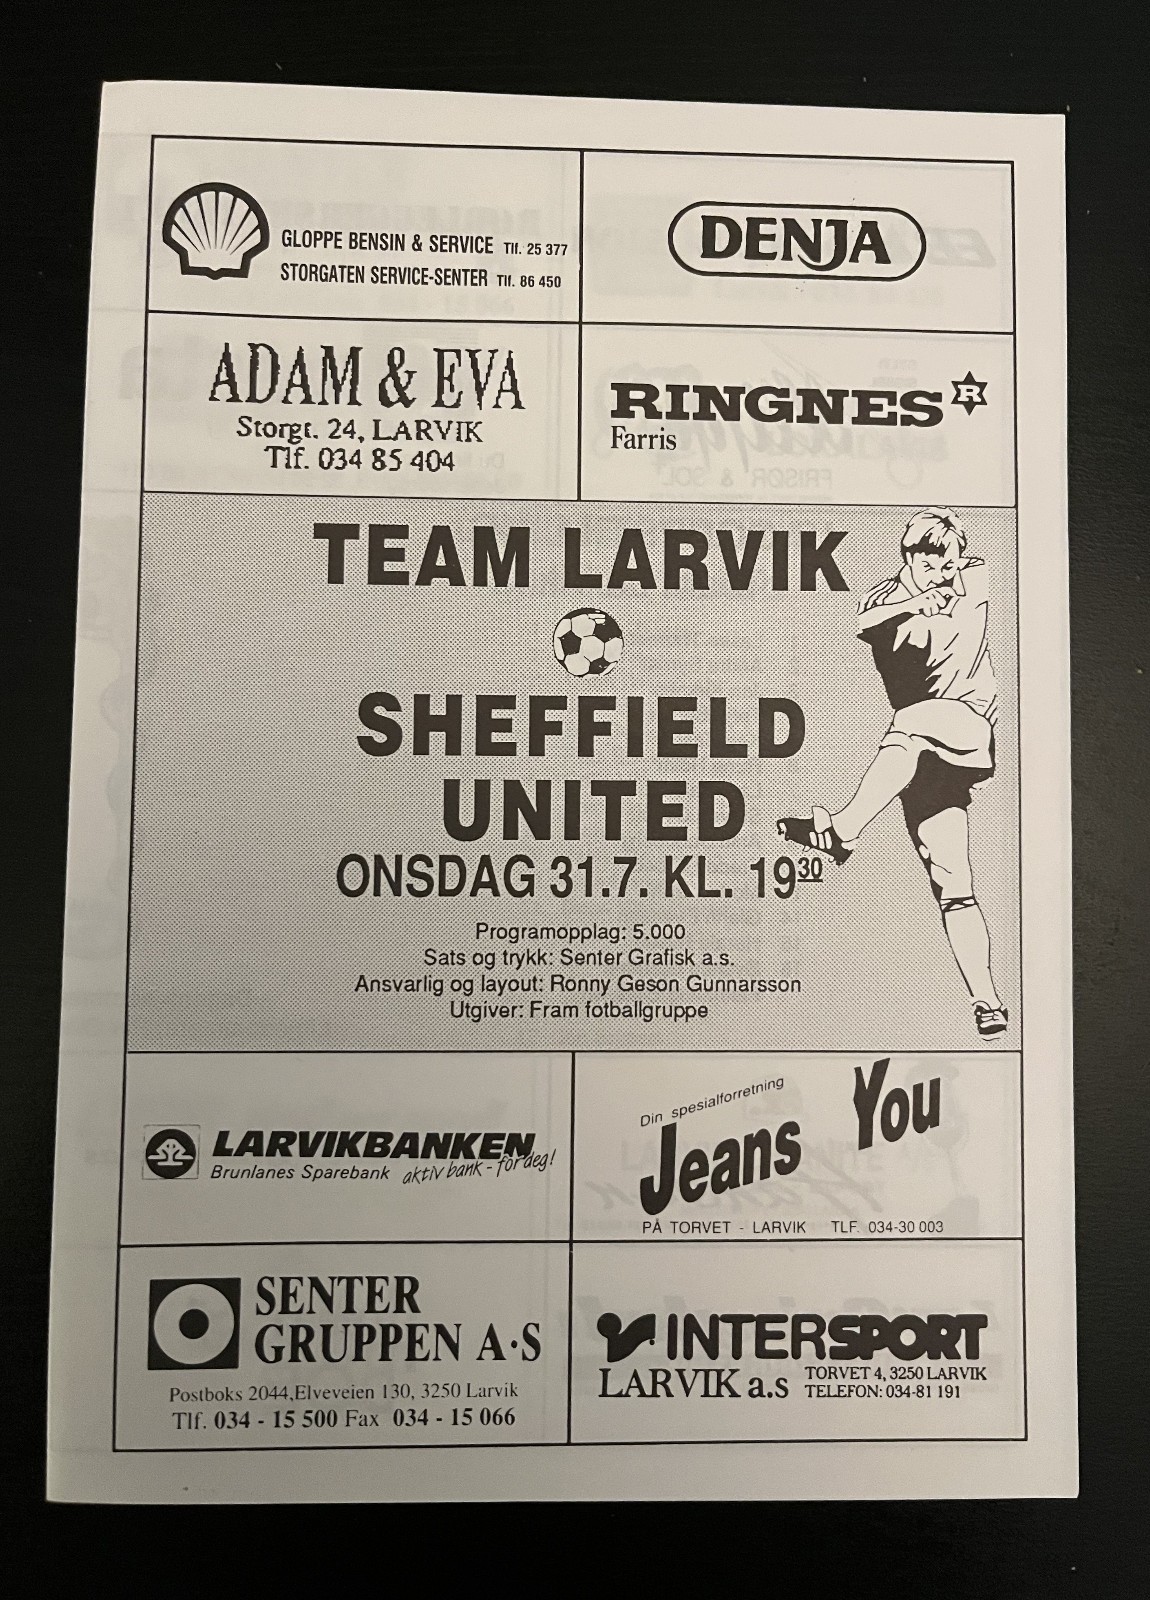 GLOPPE BENSIN & SERVICE Tlf. 25 377
STORGATEN SERVICE-SENTER Tlf. 86 450
DENJA
ADAM & EVA
Storgt. 24, LARVIK
Tlf. 034 85 404
RINGNES R
Farris
TEAM LARVIK
SHEFFIELD
UNITED
ONSDAG 31.7. KL. 19 30
Programopplag: 5.000
Sats og trykk: Senter Grafisk a.s.
Ansvarlig og layout: Ronny Geson Gunnarsson
Utgiver: Fram fotballgruppe
LARVIKBANKEN
Brunlanes Sparebank aktiv bank - for deg!
Din spesialforretning
Jeans You
PÅ TORVET - LARVIK TLF. 034-30 003
SENTER
GRUPPEN A·S
Postboks 2044,Elveveien 130, 3250 Larvik
Tlf. 034 - 15 500 Fax 034 - 15 066
INTERSPORT
LARVIK a.s
TORVET 4, 3250 LARVIK
TELEFON: 034-81 191